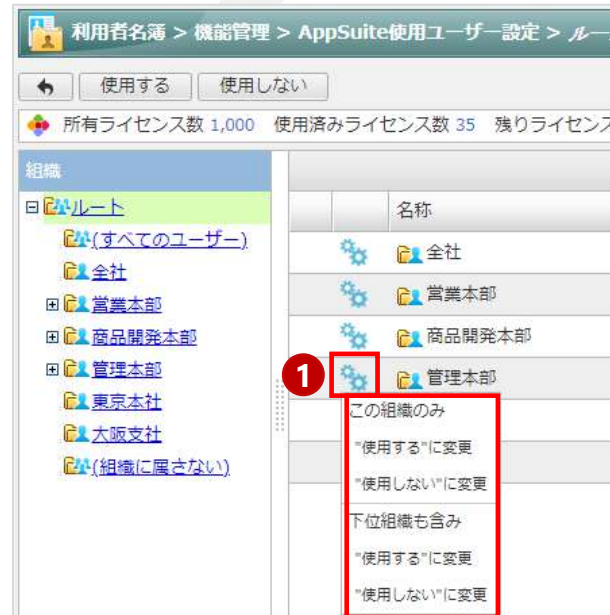 利用者名簿 > 機能管理 > AppSuite使用ユーザー設定 > ルー
使用する 使用しない
所有ライセンス数 1,000 使用済みライセンス数 35 残りライセンス
組織
ルート
(すべてのユーザー)
全社
営業本部
商品開発本部
管理本部
東京本社
大阪支社
(組織に属さない)
名称
全社
営業本部
商品開発本部
1
管理本部
この組織のみ
"使用する"に変更
"使用しない"に変更
下位組織も含み
"使用する"に変更
"使用しない"に変更